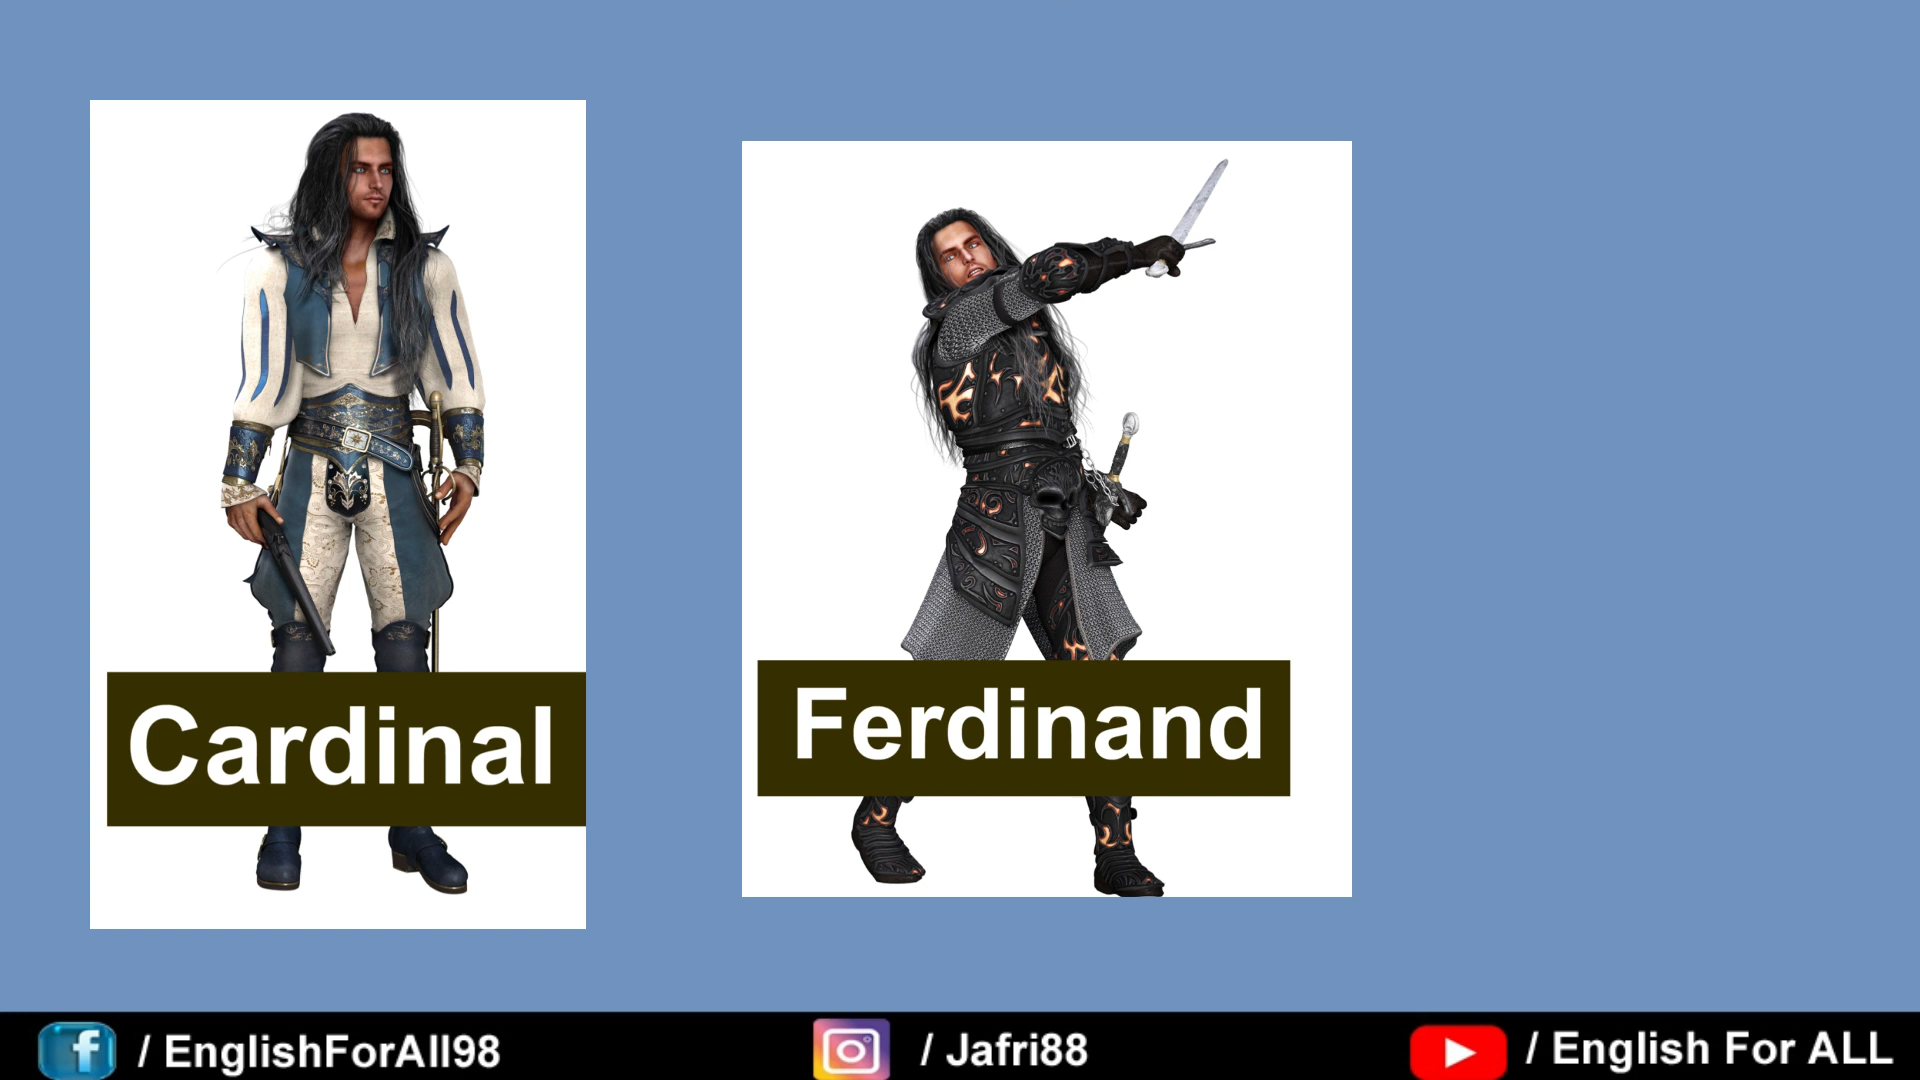 Cardinal
Ferdinand
/ EnglishForAll98
/ Jafri88
/ English For ALL